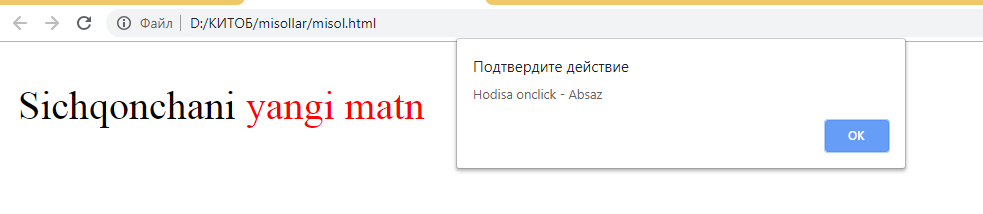 Файл D:/КИТОБ/misollar/misol.html
Подтвердите действие
Hodisa onclick - Absaz
OK
Sichqonchani yangi matn